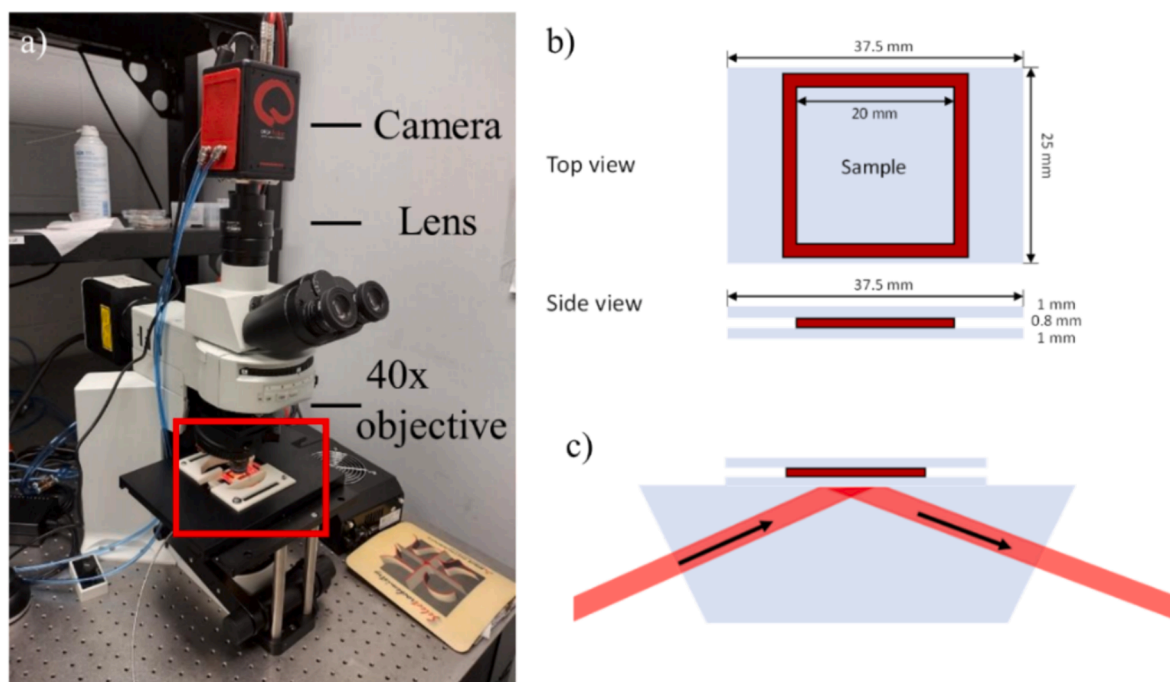 a)
Camera
Lens
40x
objective
b)
37.5 mm
20 mm
25 mm
Top view
Sample
Side view
37.5 mm
1 mm
0.8 mm
1 mm
c)